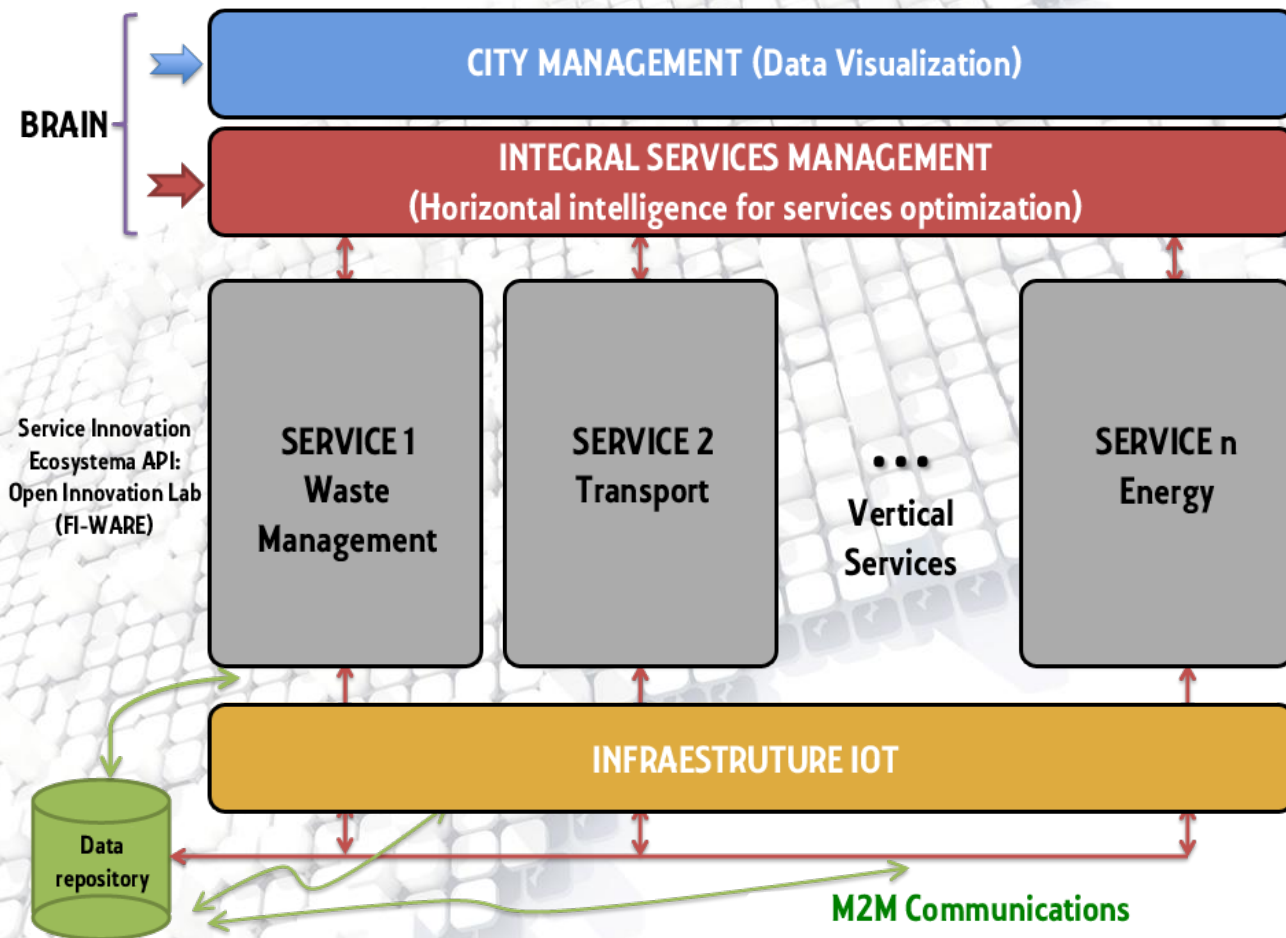 CITY MANAGEMENT (Data Visualization)
BRAIN
INTEGRAL SERVICES MANAGEMENT
(Horizontal intelligence for services optimization)
Service Innovation
Ecosystema API:
Open Innovation Lab
(FI-WARE)
SERVICE 1
Waste
Management
SERVICE 2
Transport
...
Vertical
Services
SERVICE n
Energy
INFRAESTRUTURE IOT
Data
repository
M2M Communications